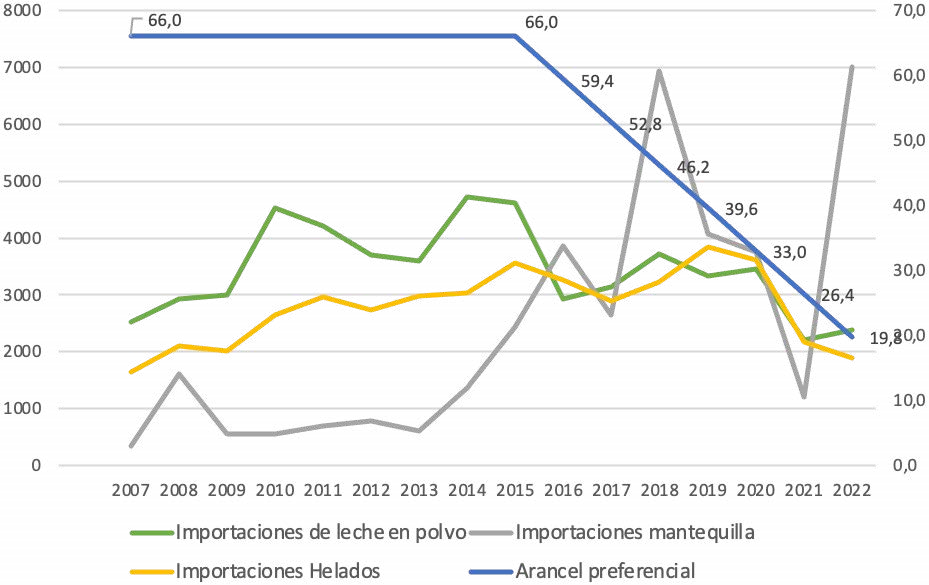 8000 70,0
66,0 66,0
7000 60,0
59,4
6000 52,8 50,0
5000 46,2
40,0
4000 39,6
33,0 30,0
3000 26,4
2000 19,8 20,0
1000 10,0
0 0,0
2007 2008 2009 2010 2011 2012 2013 2014 2015 2016 2017 2018 2019 2020 2021 2022
Importaciones de leche en polvo Importaciones mantequilla
Importaciones Helados Arancel preferencial